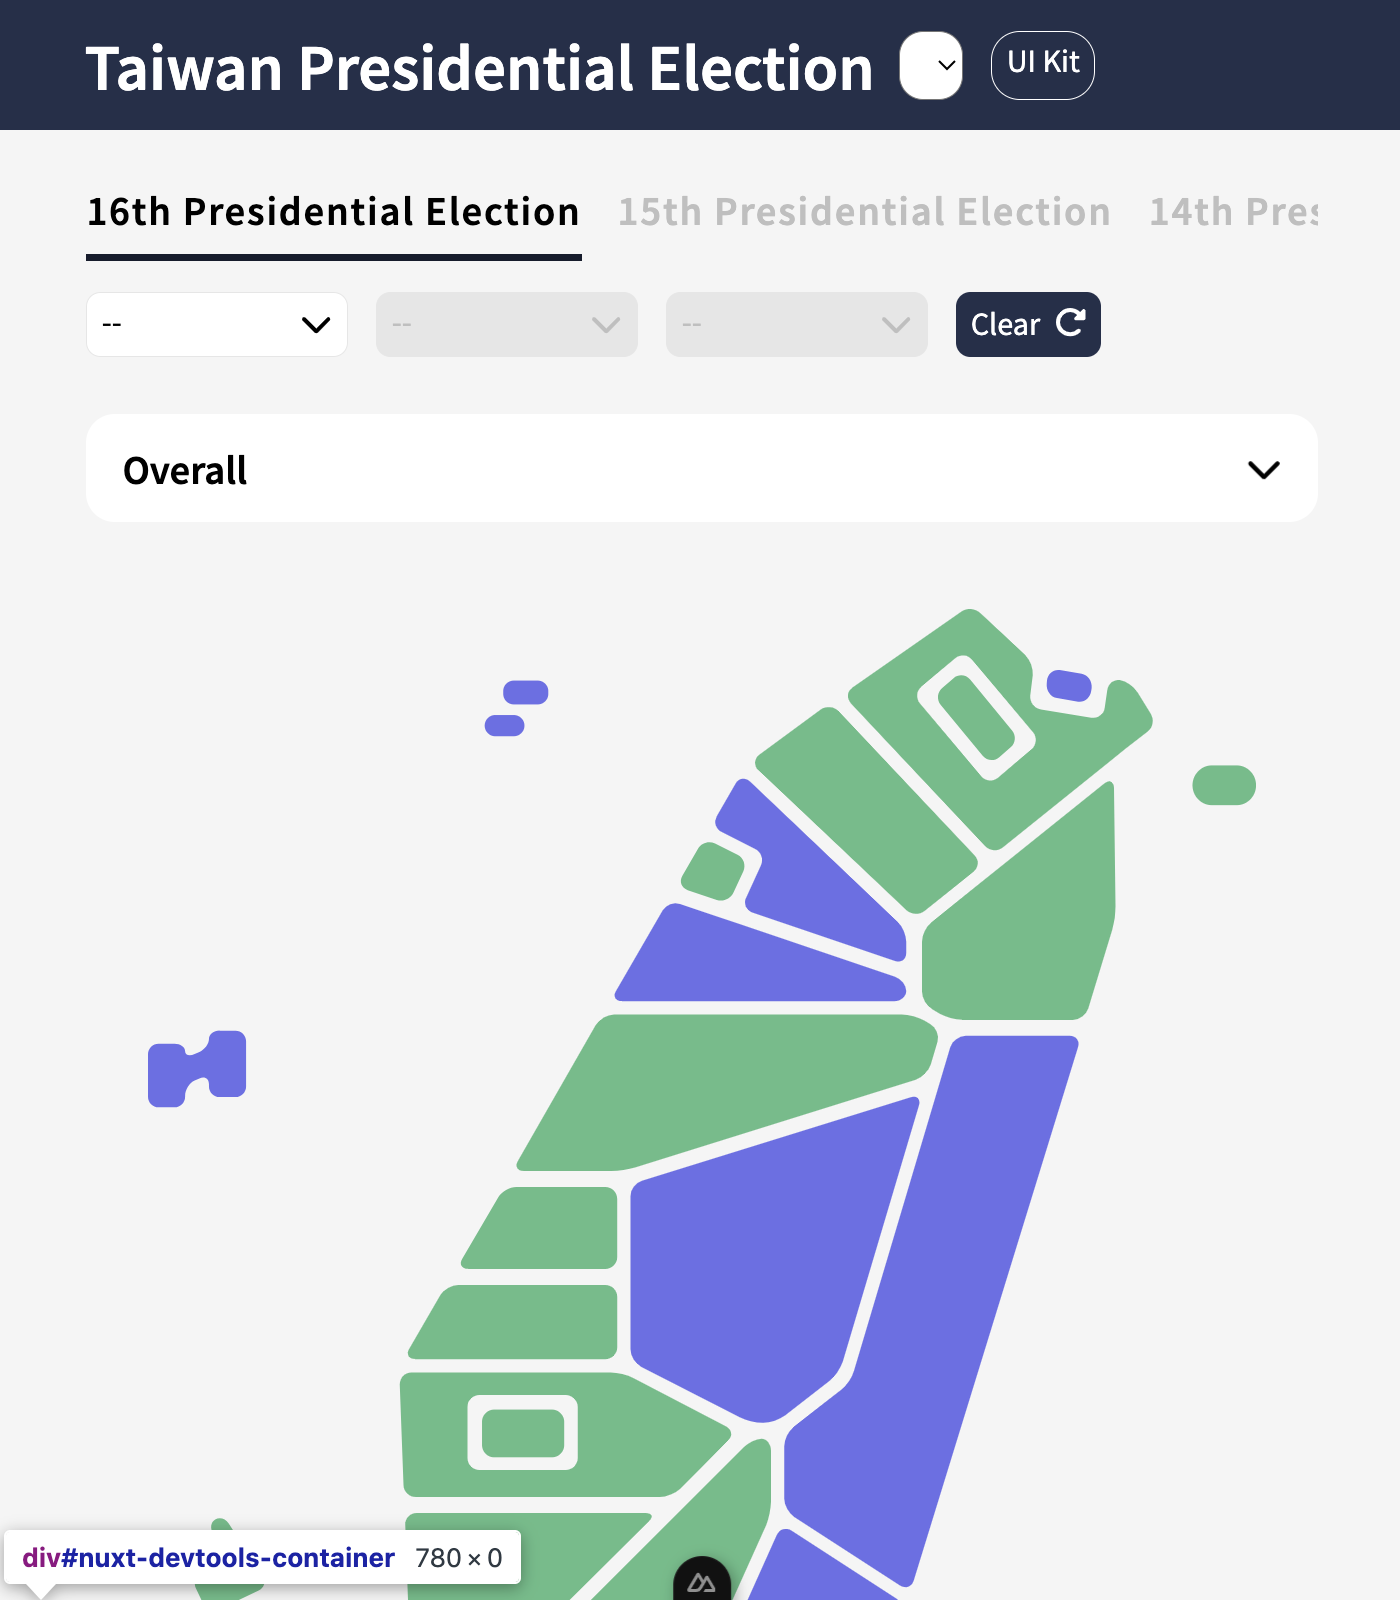 Taiwan Presidential Election
UI Kit
16th Presidential Election
15th Presidential Election
14th Pres
--
--
--
Clear
Overall
div#nuxt-devtools-container 780 × 0